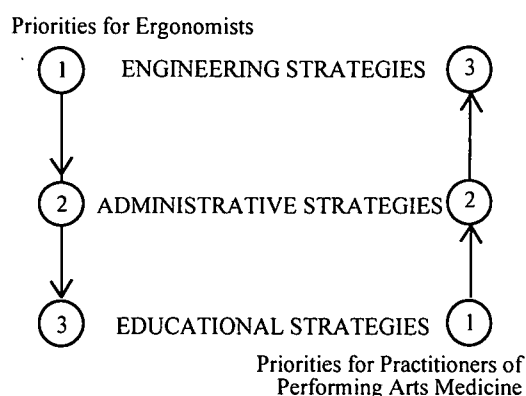 Priorities for Ergonomists
1 ENGINEERING STRATEGIES 3
2 ADMINISTRATIVE STRATEGIES 2
3 EDUCATIONAL STRATEGIES 1
Priorities for Practitioners of
Performing Arts Medicine